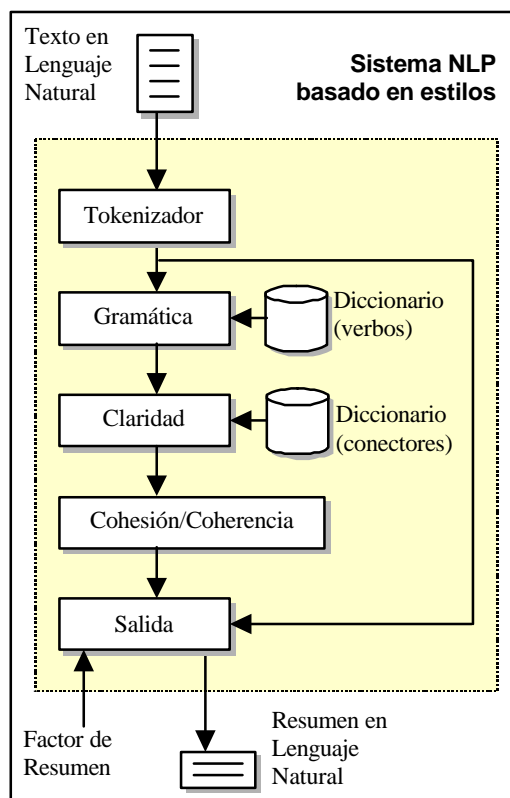 Texto en
Lenguaje
Natural
Sistema NLP
basado en estilos
Tokenizador
Gramática
Diccionario
(verbos)
Claridad
Diccionario
(conectores)
Cohesión/Coherencia
Salida
Factor de
Resumen
Resumen en
Lenguaje
Natural